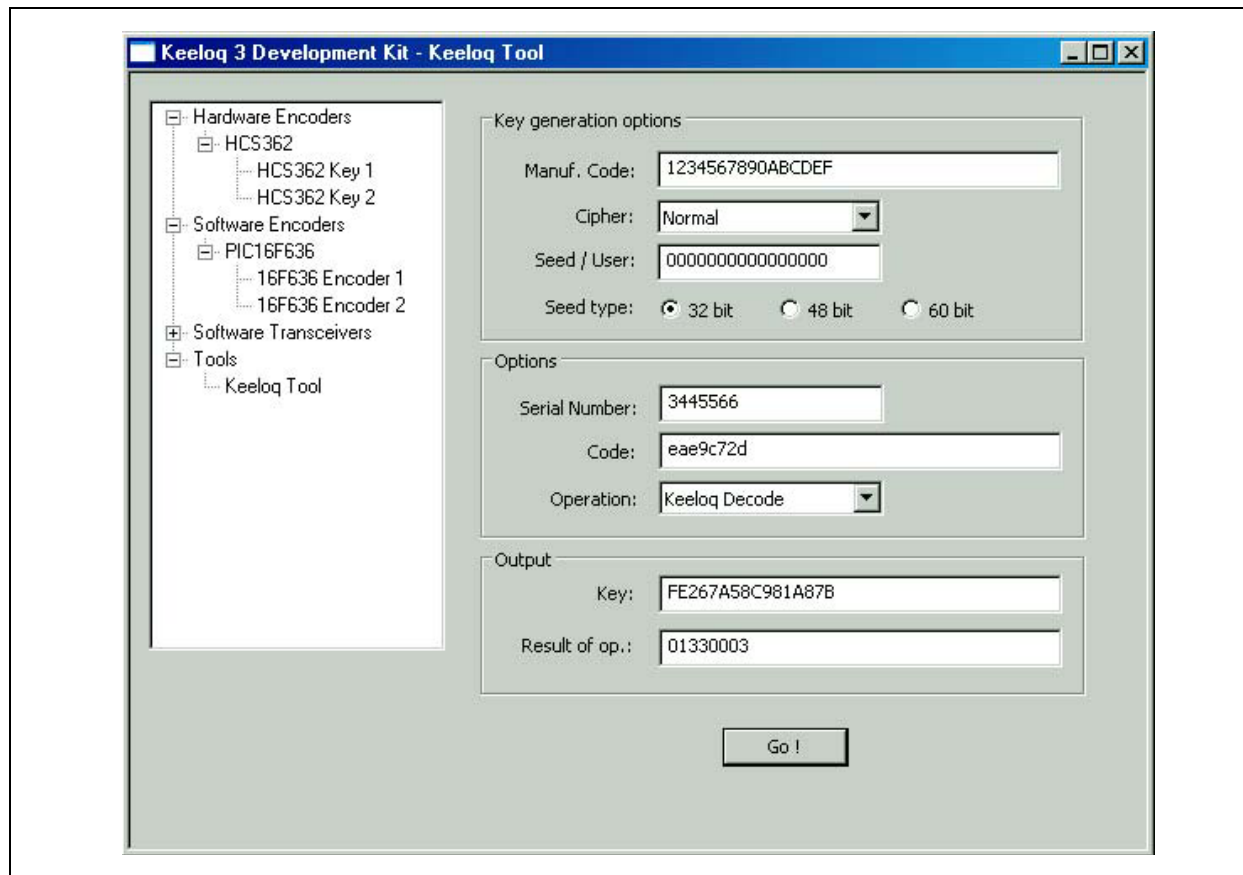 Keeloq 3 Development Kit - Keeloq Tool
Hardware Encoders
HCS362
HCS362 Key 1
HCS362 Key 2
Software Encoders
PIC16F636
16F636 Encoder 1
16F636 Encoder 2
Software Transceivers
Tools
Keeloq Tool
Key generation options
Manuf. Code: 1234567890ABCDEF
Cipher: Normal
Seed / User: 0000000000000000
Seed type: 32 bit 48 bit 60 bit
Options
Serial Number: 3445566
Code: eae9c72d
Operation: Keeloq Decode
Output
Key: FE267A58C981A87B
Result of op.: 01330003
Go !